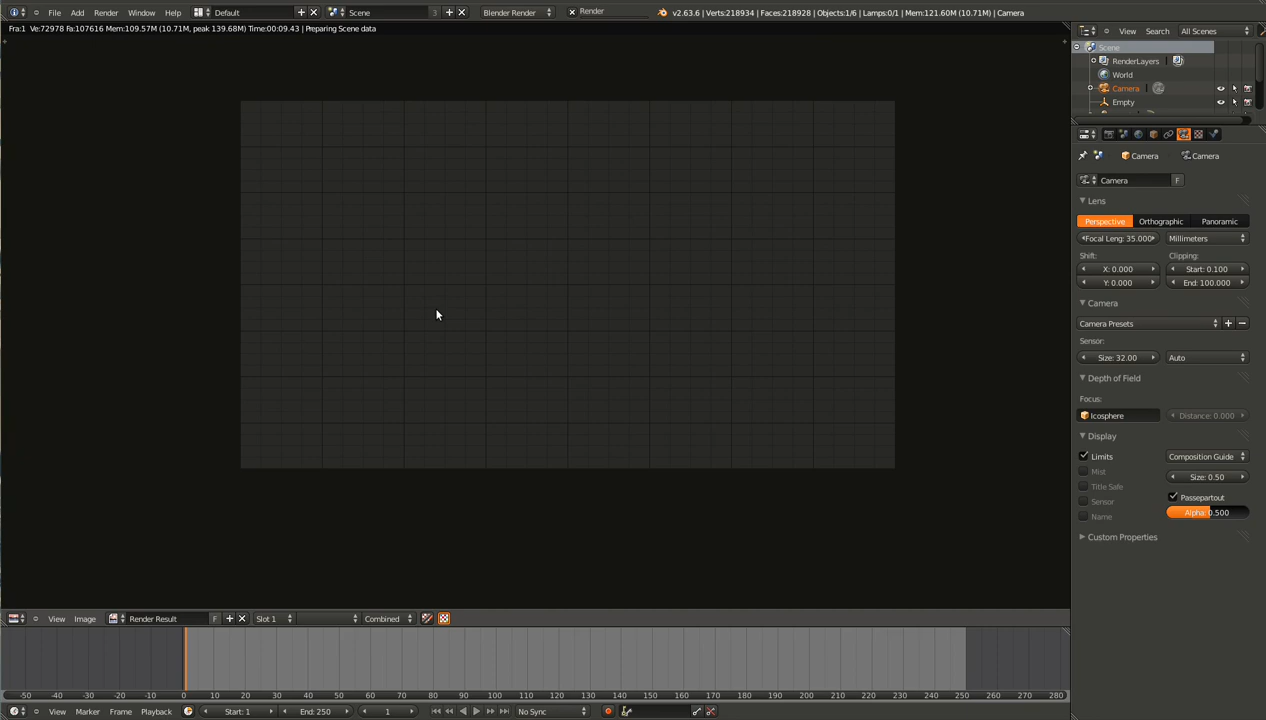 File Add Render Window Help Default Scene 3 Blender Render Render v2.63.6 | Verts:218934 | Faces:218928 | Objects:1/6 | Lamps:0/1 | Mem:121.60M (10.71M) | Camera
Fra:1 Ve:72978 Fa:107616 Mem:109.57M (10.71M, peak 139.68M) Time:00:09.43 | Preparing Scene data
View Search All Scenes
Scene
RenderLayers
World
Camera
Empty
Camera Camera
Camera F
Lens
Perspective Orthographic Panoramic
Focal Len: 35.000 Millimeters
Shift: Clipping:
X: 0.000 Start: 0.100
Y: 0.000 End: 100.000
Camera
Camera Presets
Sensor:
Size: 32.00 Auto
Depth of Field
Focus:
Icosphere Distance: 0.000
Display
Limits Composition Guide
Mist Size: 0.50
Title Safe
Sensor Passepartout
Name Alpha: 0.500
Custom Properties
View Image Render Result F Slot 1 Combined
-50 -40 -30 -20 -10 0 10 20 30 40 50 60 70 80 90 100 110 120 130 140 150 160 170 180 190 200 210 220 230 240 250 260 270 280
View Marker Frame Playback Start: 1 End: 250 1 No Sync